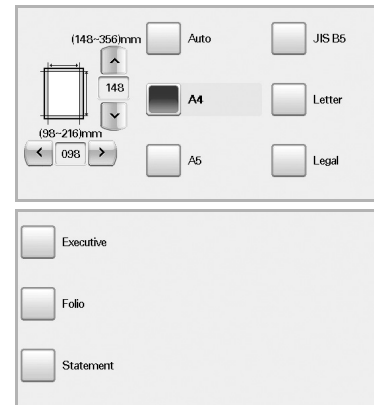 (148~356)mm
Auto
JIS B5
148
A4
Letter
(98~216)mm
098
A5
Legal
Executive
Folio
Statement